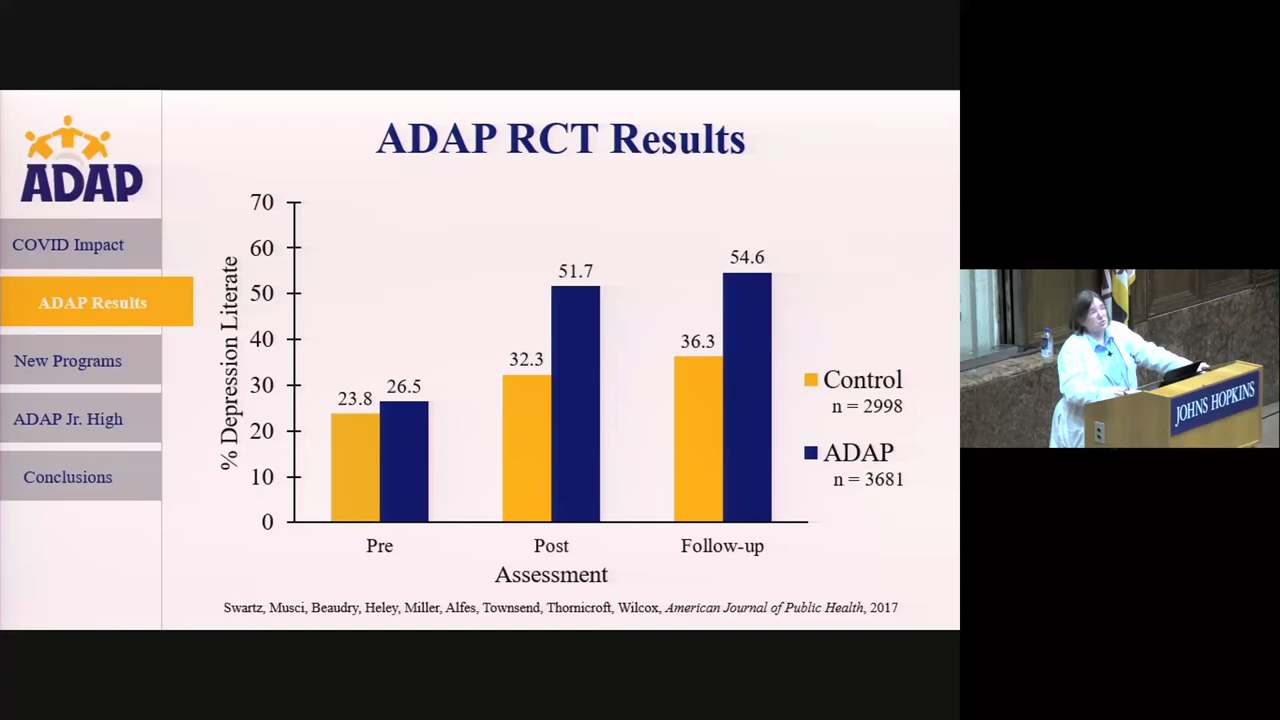 ADAP
COVID Impact
ADAP Results
New Programs
ADAP Jr. High
Conclusions
ADAP RCT Results
% Depression Literate
70
60
50
40
30
20
10
0
23.8
26.5
32.3
51.7
36.3
54.6
Pre
Post
Follow-up
Assessment
Control
n = 2998
ADAP
n = 3681
Swartz, Musci, Beaudry, Heley, Miller, Alfes, Townsend, Thornicroft, Wilcox, American Journal of Public Health, 2017
JOHNS HOPKINS